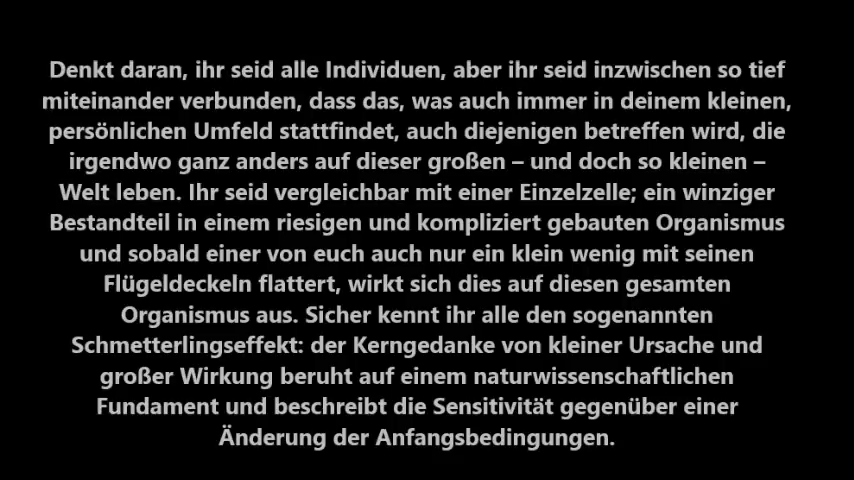 Denkt daran, ihr seid alle Individuen, aber ihr seid inzwischen so tief
miteinander verbunden, dass das, was auch immer in deinem kleinen,
persönlichen Umfeld stattfindet, auch diejenigen betreffen wird, die
irgendwo ganz anders auf dieser großen – und doch so kleinen –
Welt leben. Ihr seid vergleichbar mit einer Einzelzelle; ein winziger
Bestandteil in einem riesigen und kompliziert gebauten Organismus
und sobald einer von euch auch nur ein klein wenig mit seinen
Flügeldeckeln flattert, wirkt sich dies auf diesen gesamten
Organismus aus. Sicher kennt ihr alle den sogenannten
Schmetterlingseffekt: der Kerngedanke von kleiner Ursache und
großer Wirkung beruht auf einem naturwissenschaftlichen
Fundament und beschreibt die Sensitivität gegenüber einer
Änderung der Anfangsbedingungen.